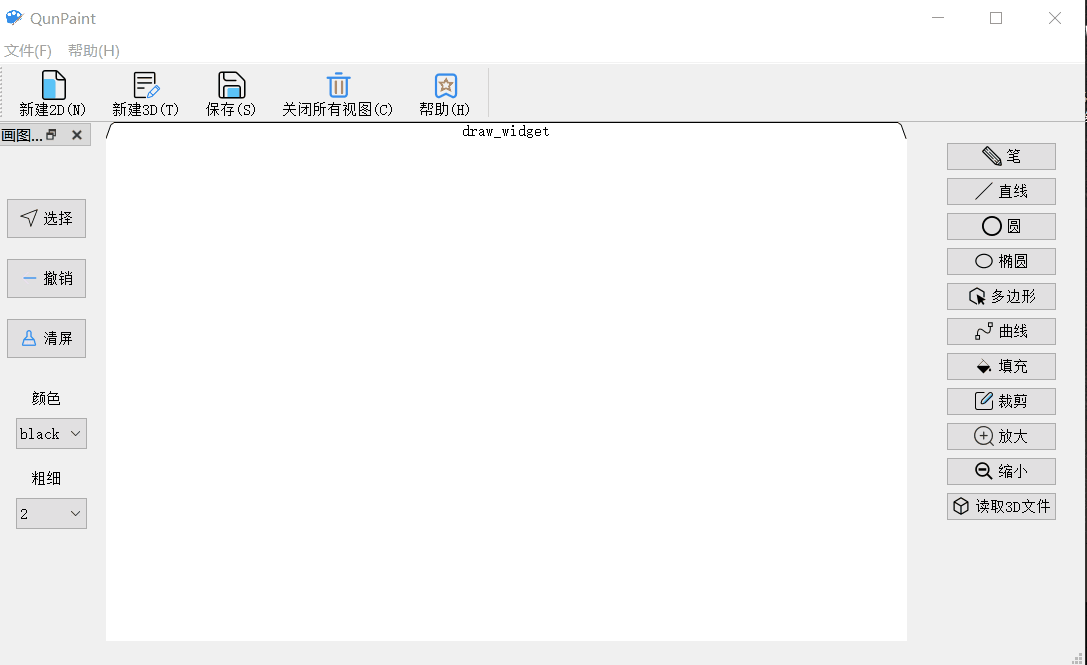 QunPaint
文件(F) 帮助(H)
新建2D(N) 新建3D(T) 保存(S) 关闭所有视图(C) 帮助(H)
画图...
draw_widget
选择
撤销
清屏
颜色
black
粗细
2
笔
直线
圆
椭圆
多边形
曲线
填充
裁剪
放大
缩小
读取3D文件